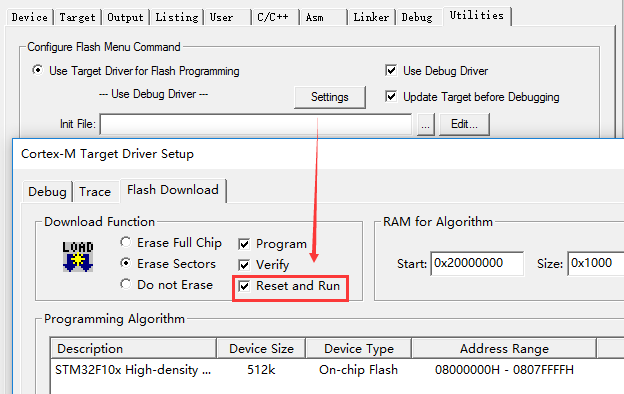 Device Target Output Listing User C/C++ Asm Linker Debug Utilities
Configure Flash Menu Command
Use Target Driver for Flash Programming
Use Debug Driver
--- Use Debug Driver ---
Settings
Update Target before Debugging
Init File:
...
Edit...
Cortex-M Target Driver Setup
Debug Trace Flash Download
Download Function
LOAD
Erase Full Chip
Program
Erase Sectors
Verify
Do not Erase
Reset and Run
RAM for Algorithm
Start: 0x20000000 Size: 0x1000
Programming Algorithm
Description Device Size Device Type Address Range
STM32F10x High-density ... 512k On-chip Flash 08000000H - 0807FFFFH